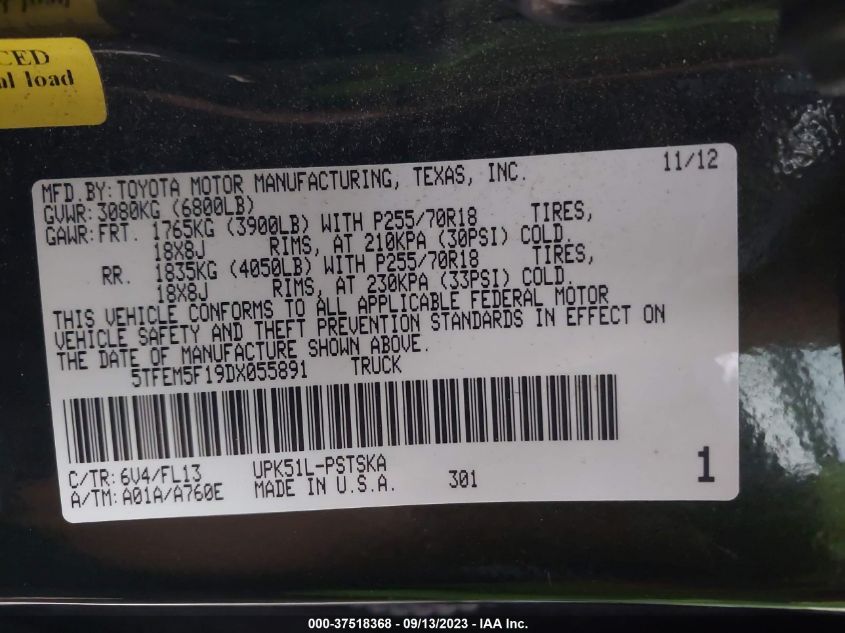 CED
al load
MFD.BY:TOYOTA MOTOR MANUFACTURING, TEXAS, INC. 11/12
GVWR:3080KG (6800LB)
GAWR:FRT. 1765KG (3900LB) WITH P255/70R18 TIRES,
18X8J RIMS, AT 210KPA (30PSI) COLD,
RR. 1835KG (4050LB) WITH P255/70R18 TIRES,
18X8J RIMS, AT 230KPA (33PSI) COLD,
THIS VEHICLE CONFORMS TO ALL APPLICABLE FEDERAL MOTOR
VEHICLE SAFETY AND THEFT PREVENTION STANDARDS IN EFFECT ON
THE DATE OF MANUFACTURE SHOWN ABOVE.
5TFEM5F19DX055891 TRUCK
C/TR:6V4/FL13 UPK51L-PSTSKA
A/TM:A01A/A760E MADE IN U.S.A. 301 1
000-37518368 - 09/13/2023 - IAA Inc.